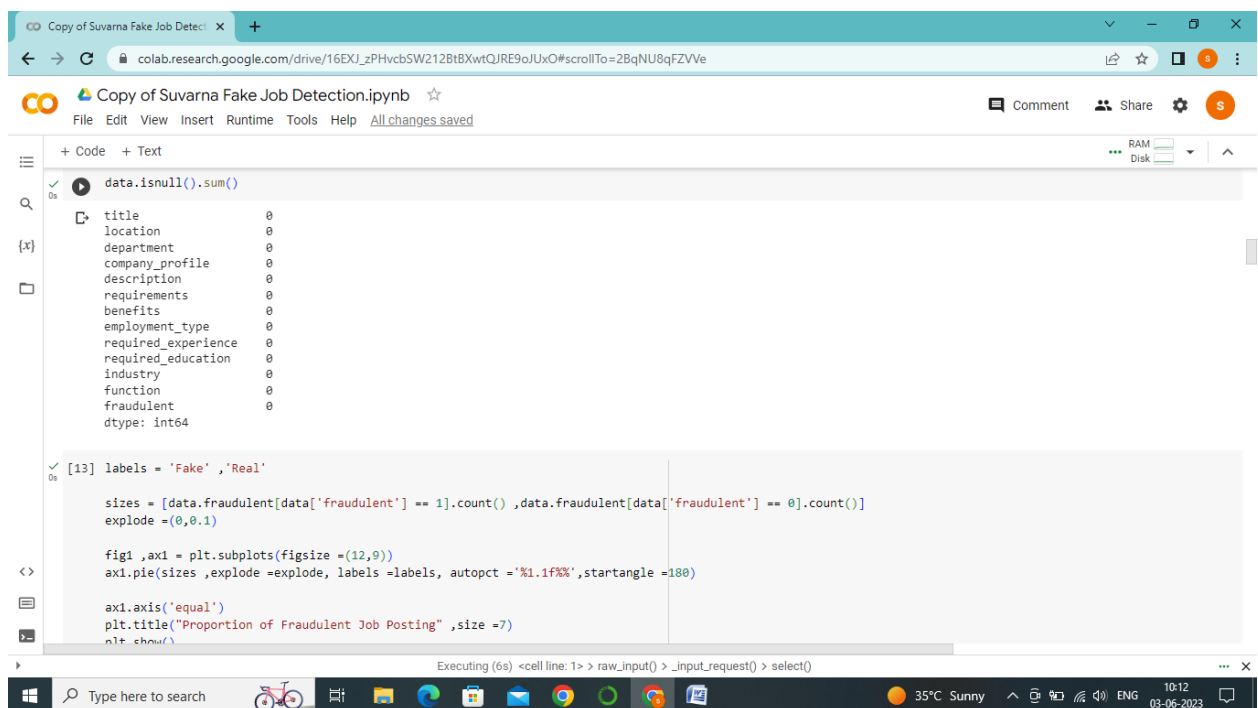 Copy of Suvarna Fake Job Detect
colab.research.google.com/drive/16EXJ_zPHvcbSW212BtBXwtQJRE9oJUxO#scrollTo=2BqNU8qFZVVe
S
CO Copy of Suvarna Fake Job Detection.ipynb
Comment Share S
File Edit View Insert Runtime Tools Help All changes saved
+ Code + Text
RAM
Disk
0s
data.isnull().sum()
{x}
title 0
location 0
department 0
company_profile 0
description 0
requirements 0
benefits 0
employment_type 0
required_experience 0
required_education 0
industry 0
function 0
fraudulent 0
dtype: int64
0s
[13] labels = 'Fake' ,'Real'
sizes = [data.fraudulent[data['fraudulent'] == 1].count() ,data.fraudulent[data['fraudulent'] == 0].count()]
explode =(0,0.1)
fig1 ,ax1 = plt.subplots(figsize =(12,9))
ax1.pie(sizes ,explode =explode, labels =labels, autopct ='%1.1f%%',startangle =180)
ax1.axis('equal')
plt.title("Proportion of Fraudulent Job Posting" ,size =7)
plt.show()
Executing (6s) <cell line: 1> > raw_input() > _input_request() > select()
Type here to search
35°C Sunny
ENG
10:12
03-06-2023